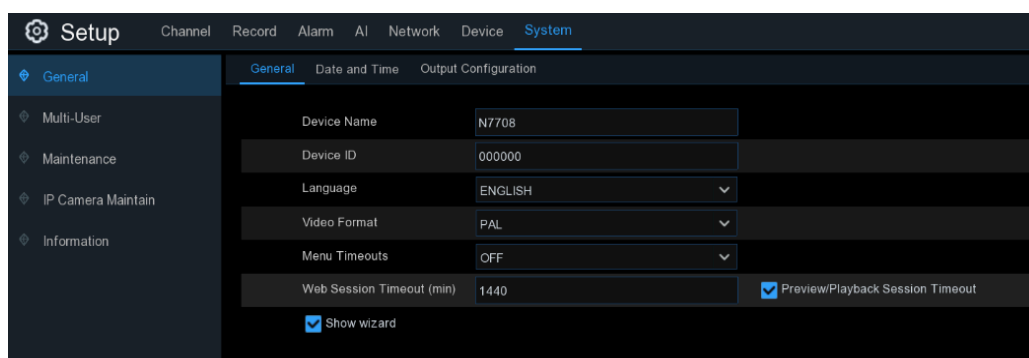 Setup Channel Record Alarm AI Network Device System
General
Multi-User
Maintenance
IP Camera Maintain
Information
General Date and Time Output Configuration
Device Name N7708
Device ID 000000
Language ENGLISH
Video Format PAL
Menu Timeouts OFF
Web Session Timeout (min) 1440 Preview/Playback Session Timeout
Show wizard